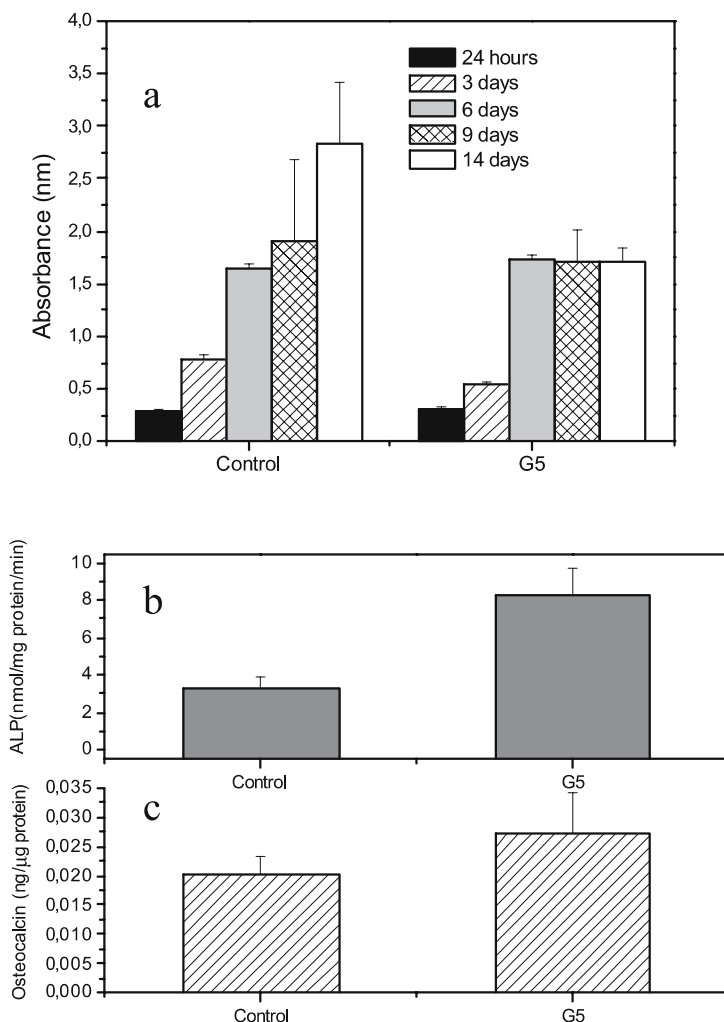 4,0
3,5
3,0
2,5
2,0
1,5
1,0
0,5
0,0
Absorbance (nm)
a
24 hours
3 days
6 days
9 days
14 days
Control
G5
10
8
6
4
2
0
ALP(nmol/mg protein/min)
b
Control
G5
0,035
0,030
0,025
0,020
0,015
0,010
0,005
0,000
Osteocalcin (ng/µg protein)
c
Control
G5